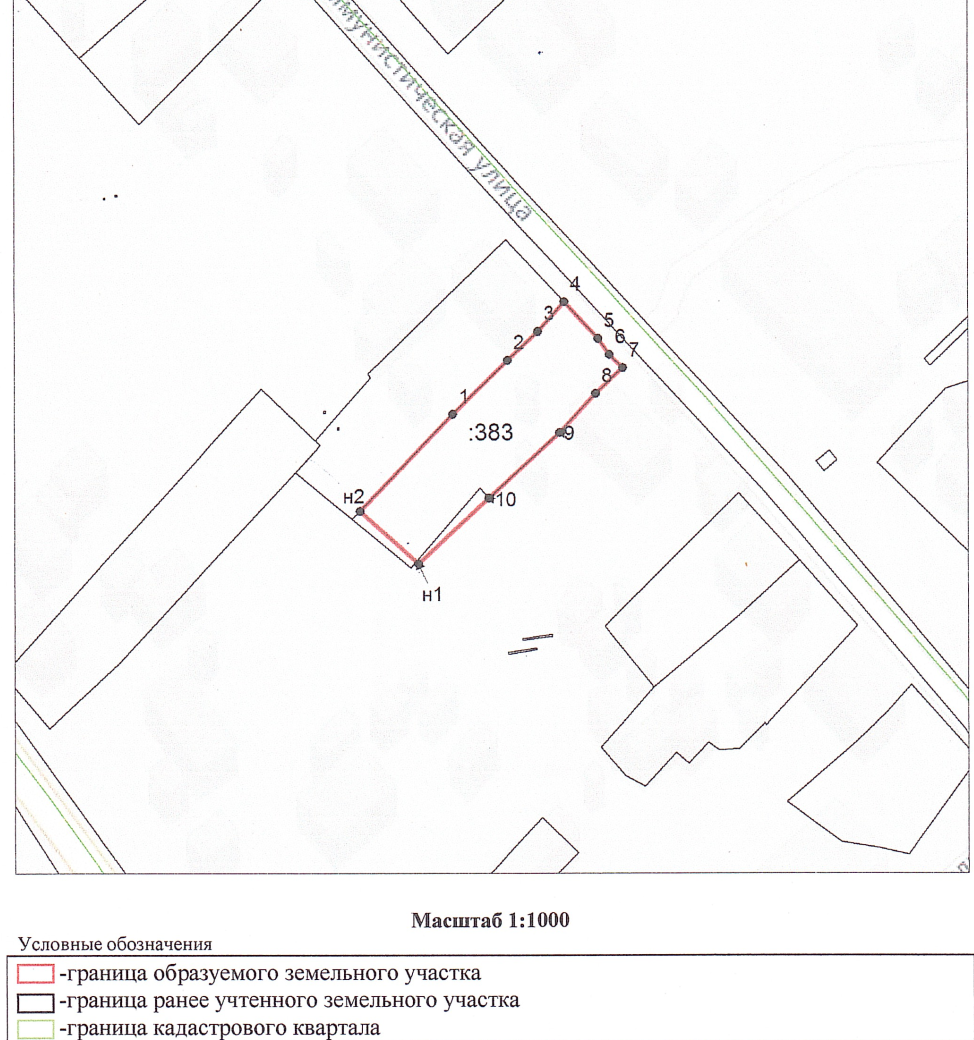 ммунистическая улица
4
3
5
2
6
7
8
1
:383
9
н2
10
н1
Масштаб 1:1000
Условные обозначения
-граница образуемого земельного участка
-граница ранее учтенного земельного участка
-граница кадастрового квартала